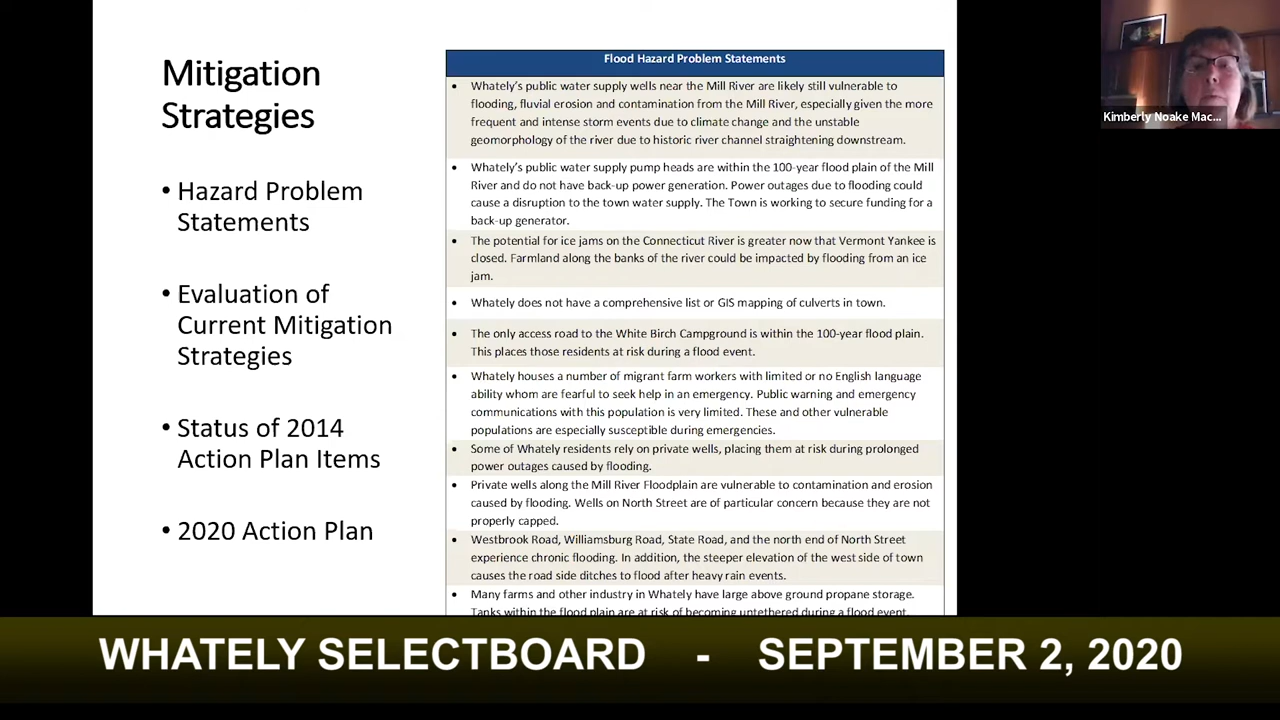 Mitigation
Strategies
• Hazard Problem
Statements
• Evaluation of
Current Mitigation
Strategies
• Status of 2014
Action Plan Items
• 2020 Action Plan
Flood Hazard Problem Statements
• Whately's public water supply wells near the Mill River are likely still vulnerable to
flooding, fluvial erosion and contamination from the Mill River, especially given the more
frequent and intense storm events due to climate change and the unstable
geomorphology of the river due to historic river channel straightening downstream.
• Whately's public water supply pump heads are within the 100-year flood plain of the Mill
River and do not have back-up power generation. Power outages due to flooding could
cause a disruption to the town water supply. The Town is working to secure funding for a
back-up generator.
• The potential for ice jams on the Connecticut River is greater now that Vermont Yankee is
closed. Farmland along the banks of the river could be impacted by flooding from an ice
jam.
• Whately does not have a comprehensive list or GIS mapping of culverts in town.
• The only access road to the White Birch Campground is within the 100-year flood plain.
This places those residents at risk during a flood event.
• Whately houses a number of migrant farm workers with limited or no English language
ability whom are fearful to seek help in an emergency. Public warning and emergency
communications with this population is very limited. These and other vulnerable
populations are especially susceptible during emergencies.
• Some of Whately residents rely on private wells, placing them at risk during prolonged
power outages caused by flooding.
• Private wells along the Mill River Floodplain are vulnerable to contamination and erosion
caused by flooding. Wells on North Street are of particular concern because they are not
properly capped.
• Westbrook Road, Williamsburg Road, State Road, and the north end of North Street
experience chronic flooding. In addition, the steeper elevation of the west side of town
causes the road side ditches to flood after heavy rain events.
• Many farms and other industry in Whately have large above ground propane storage.
Tanks within the flood plain are at risk of becoming untethered during a flood event.
Kimberly Noake Mac...
WHATELY SELECTBOARD - SEPTEMBER 2, 2020